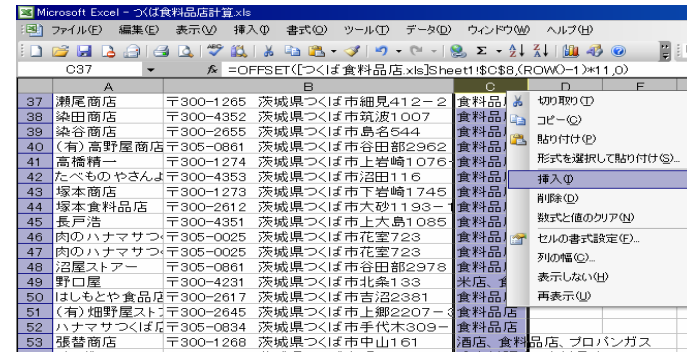 Microsoft Excel - つくば食料品店計算.xls
ファイル(F) 編集(E) 表示(V) 挿入(I) 書式(O) ツール(T) データ(D) ウィンドウ(W) ヘルプ(H)
C37 fx =OFFSET([つくば食料品店.xls]Sheet1!$C$8,(ROW()-1)*11,0)
A B C D E
37 瀬尾商店 〒300-1265 茨城県つくば市細見412-2 食料品
38 染田商店 〒300-4352 茨城県つくば市筑波1007 食料品
39 染谷商店 〒300-2655 茨城県つくば市島名544 食料品
40 (有)高野屋商店 〒305-0861 茨城県つくば市谷田部2962 食料品
41 高橋精一 〒300-1274 茨城県つくば市上岩崎1076- 食料品
42 たべものやさんよ 〒300-4353 茨城県つくば市沼田116 食料品
43 塚本商店 〒300-1273 茨城県つくば市下岩崎1745 食料品
44 塚本食料品店 〒300-2612 茨城県つくば市大砂1193-1 食料品
45 長戸浩 〒300-4351 茨城県つくば市上大島1085 食料品
46 肉のハナマサつ 〒305-0025 茨城県つくば市花室723 食料品
47 肉のハナマサつ 〒305-0025 茨城県つくば市花室723 食料品
48 沼屋ストアー 〒305-0861 茨城県つくば市谷田部2978 食料品
49 野口屋 〒300-4231 茨城県つくば市北条133 米店、食
50 はしもとや食品店 〒300-2617 茨城県つくば市吉沼2381 食料品
51 (有)畑野屋スト 〒300-2645 茨城県つくば市上郷2207-3 食料品
52 ハナマサつくば店 〒305-0834 茨城県つくば市手代木309- 食料品店
53 張替商店 〒300-1268 茨城県つくば市中山161 酒店、食料品店、プロパンガス
切り取り(T)
コピー(C)
貼り付け(P)
形式を選択して貼り付け(S)...
挿入(I)
削除(D)
数式と値のクリア(N)
セルの書式設定(F)...
列の幅(C)...
表示しない(H)
再表示(U)